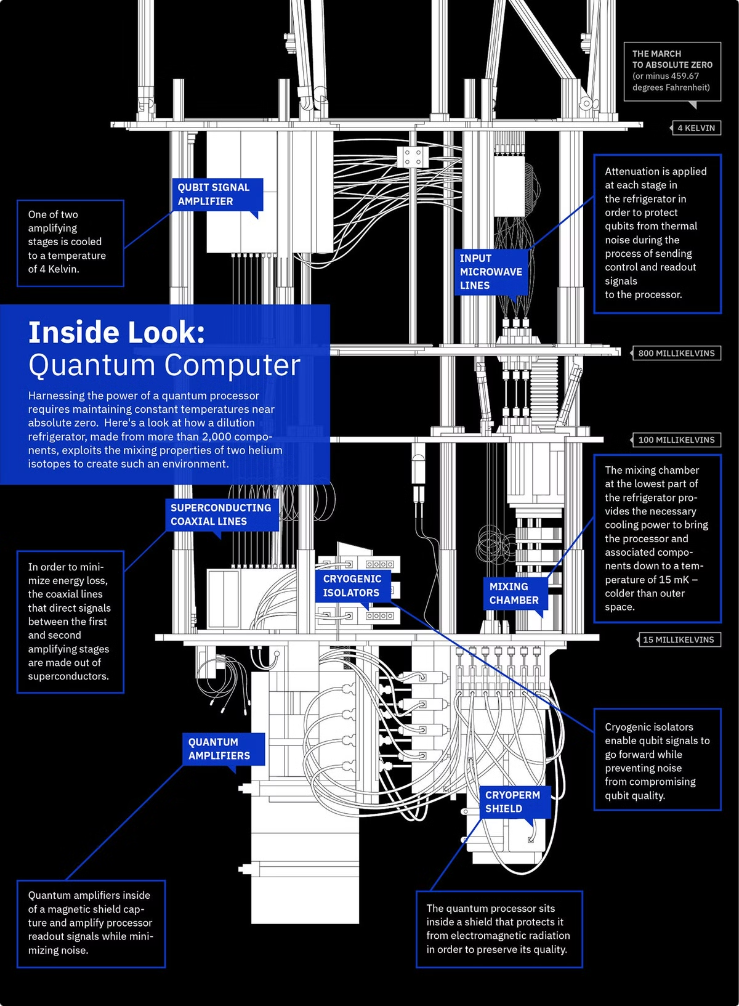 THE MARCH
TO ABSOLUTE ZERO
(or minus 459.67
degrees Fahrenheit)
4 KELVIN
QUBIT SIGNAL
AMPLIFIER
One of two
amplifying
stages is cooled
to a temperature
of 4 Kelvin.
Attenuation is applied
at each stage in
the refrigerator in
order to protect
qubits from thermal
noise during the
process of sending
control and readout
signals
to the processor.
INPUT
MICROWAVE
LINES
Inside Look:
Quantum Computer
Harnessing the power of a quantum processor
requires maintaining constant temperatures near
absolute zero. Here's a look at how a dilution
refrigerator, made from more than 2,000 compo-
nents, exploits the mixing properties of two helium
isotopes to create such an environment.
800 MILLIKELVINS
100 MILLIKELVINS
SUPERCONDUCTING
COAXIAL LINES
The mixing chamber
at the lowest part of
the refrigerator pro-
vides the necessary
cooling power to bring
the processor and
associated compo-
nents down to a tem-
perature of 15 mK –
colder than outer
space.
In order to mini-
mize energy loss,
the coaxial lines
that direct signals
between the first
and second
amplifying stages
are made out of
superconductors.
CRYOGENIC
ISOLATORS
MIXING
CHAMBER
15 MILLIKELVINS
Cryogenic isolators
enable qubit signals to
go forward while
preventing noise
from compromising
qubit quality.
QUANTUM
AMPLIFIERS
CRYOPERM
SHIELD
Quantum amplifiers inside
of a magnetic shield cap-
ture and amplify processor
readout signals while mini-
mizing noise.
The quantum processor sits
inside a shield that protects it
from electromagnetic radiation
in order to preserve its quality.